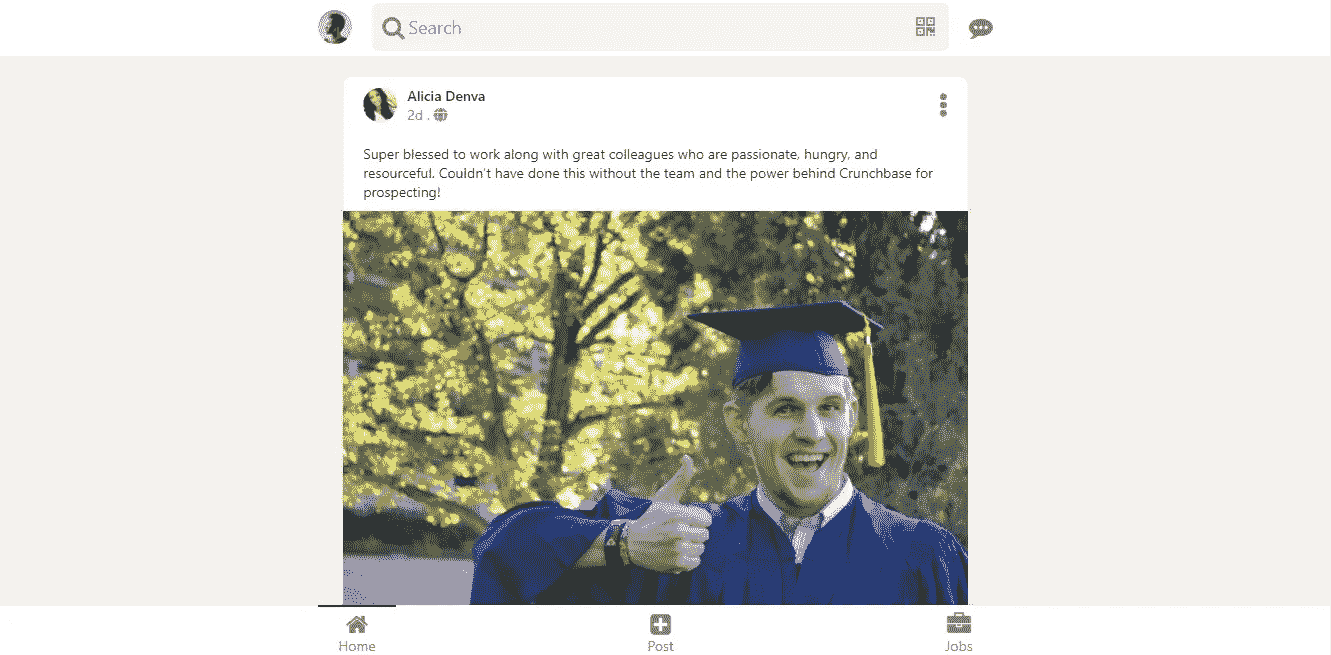 Search
Alicia Denva
2d .
Super blessed to work along with great colleagues who are passionate, hungry, and
resourceful. Couldn't have done this without the team and the power behind Crunchbase for
prospecting!
Home
Post
Jobs